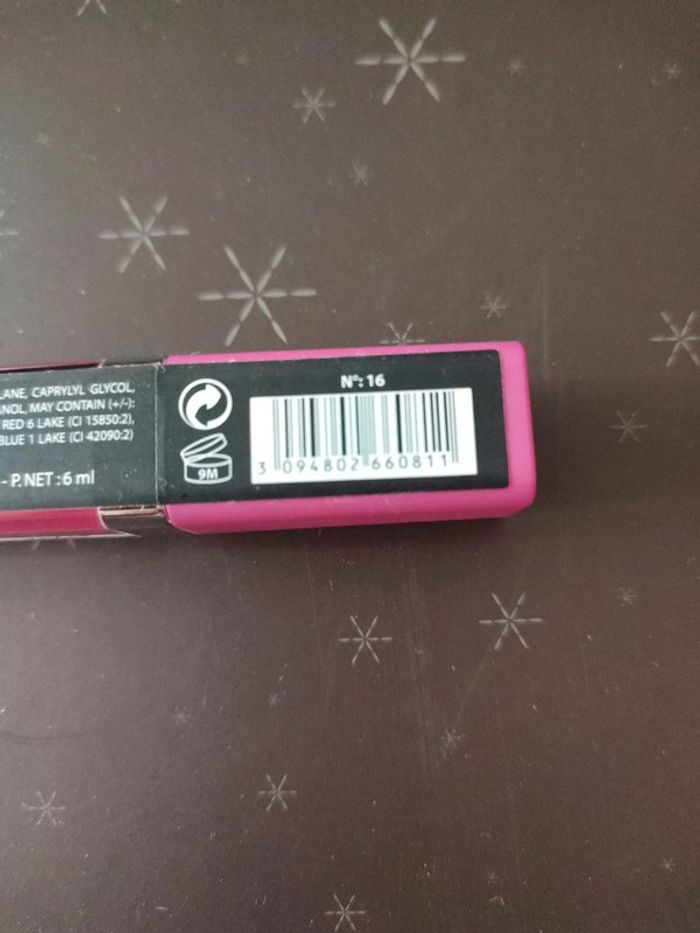 LANE, CAPRYLYL GLYCOL,
NOL, MAY CONTAIN (+/-):
RED 6 LAKE (CI 15850:2),
BLUE 1 LAKE (CI 42090:2)
- P. NET : 6 ml
N°: 16
9M
3 094802 660811